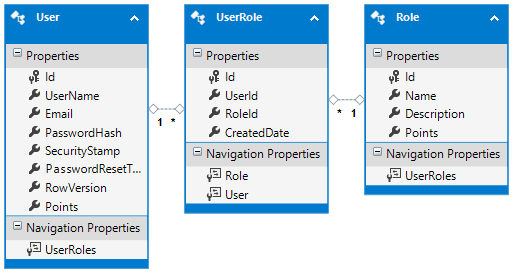 User
Properties
Id
UserName
Email
PasswordHash
SecurityStamp
PasswordResetT...
RowVersion
Points
Navigation Properties
UserRoles
1 *
UserRole
Properties
Id
UserId
RoleId
CreatedDate
Navigation Properties
Role
User
* 1
Role
Properties
Id
Name
Description
Points
Navigation Properties
UserRoles